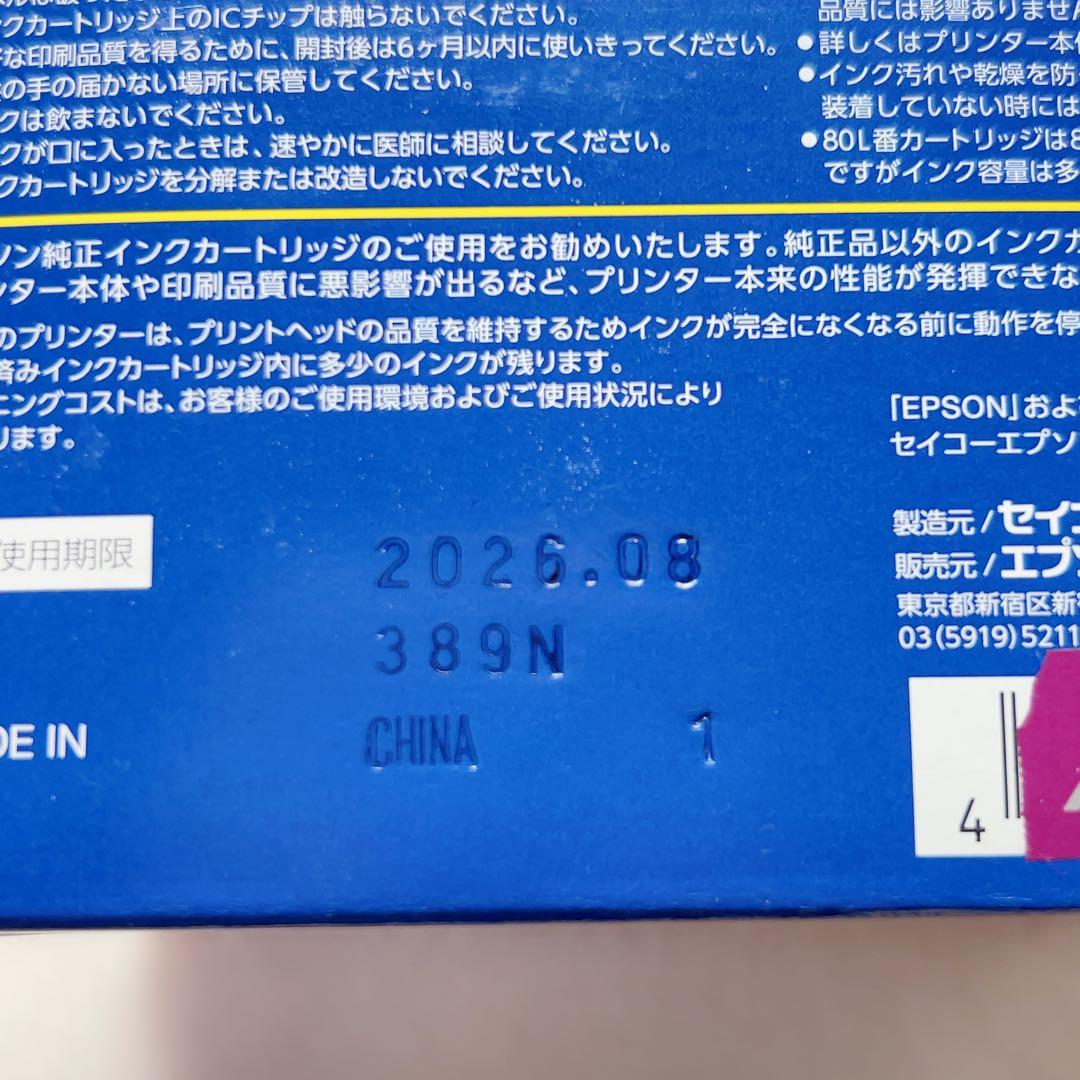 ンクカートリッジ上のICチップは触らないでください。
な印刷品質を得るために、開封後は6ヶ月以内に使いきってください。
の手の届かない場所に保管してください。
クは飲まないでください。
クが口に入ったときは、速やかに医師に相談してください。
ンクカートリッジを分解または改造しないでください。
品質には影響ありません
●詳しくはプリンター本体
●インク汚れや乾燥を防
装着していない時には
●80L番カートリッジは8
ですがインク容量は多
ソン純正インクカートリッジのご使用をお勧めいたします。純正品以外のインクカ
ンター本体や印刷品質に悪影響が出るなど、プリンター本来の性能が発揮できな
のプリンターは、プリントヘッドの品質を維持するためインクが完全になくなる前に動作を停
済みインクカートリッジ内に多少のインクが残ります。
ニングコストは、お客様のご使用環境およびご使用状況により
ります。
「EPSON」およ
セイコーエプソ
使用期限
2026.08
389N
製造元/セイコ
販売元/エプソ
東京都新宿区新宿
03(5919)5211
DE IN
CHINA 1
4